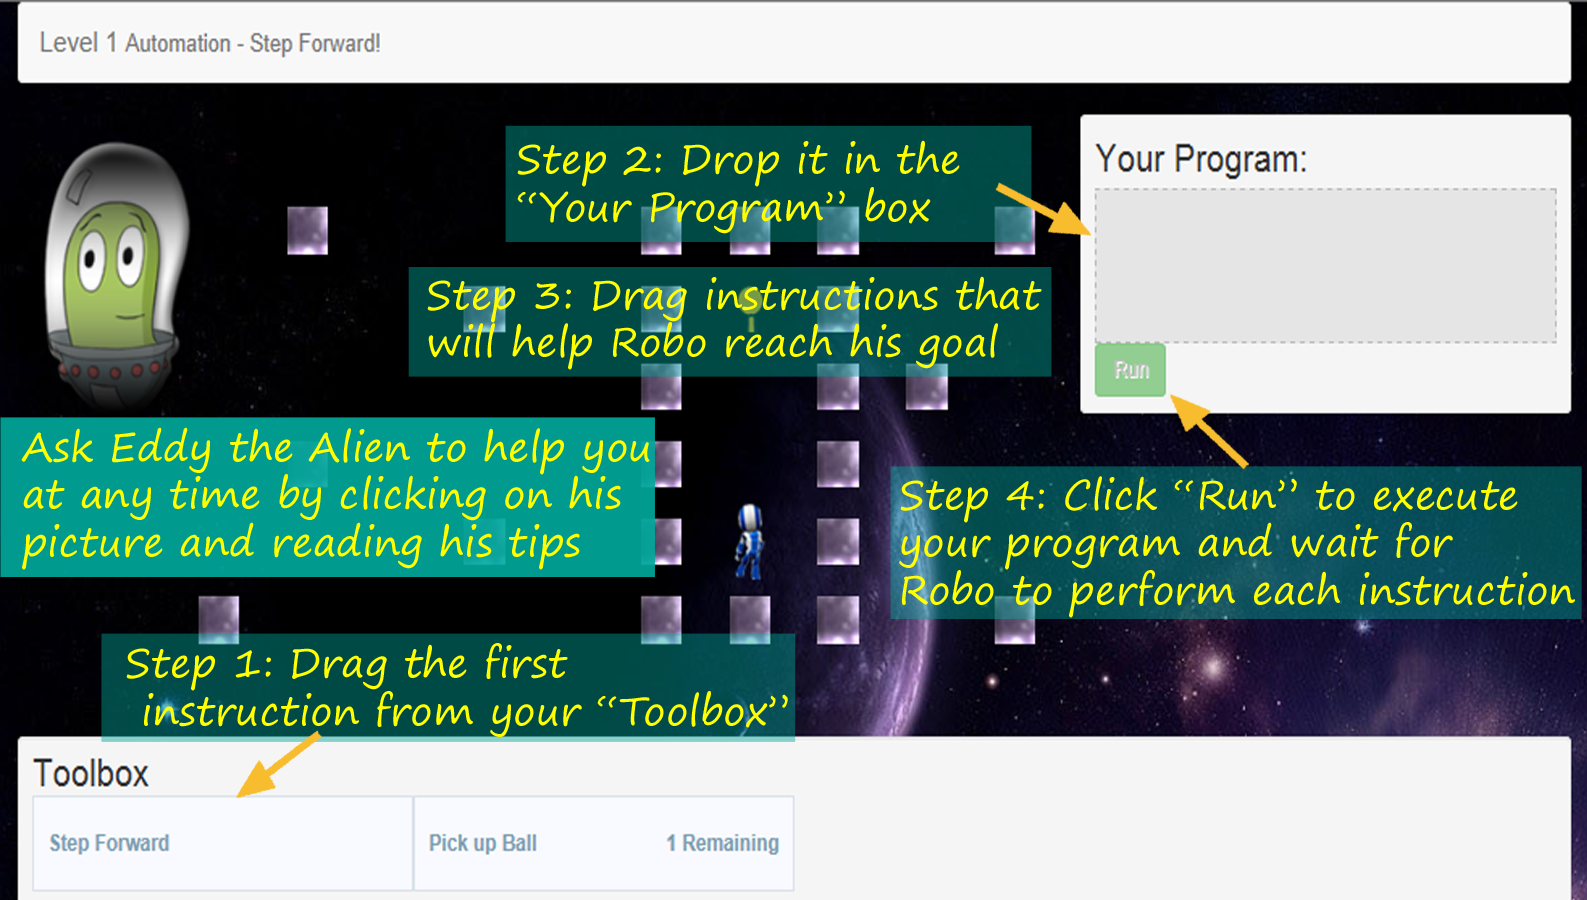 Level 1 Automation - Step Forward!
Step 2: Drop it in the
“Your Program” box
Your Program:
Step 3: Drag instructions that
will help Robo reach his goal
Run
Ask Eddy the Alien to help you
at any time by clicking on his
picture and reading his tips
Step 4: Click “Run” to execute
your program and wait for
Robo to perform each instruction
Step 1: Drag the first
instruction from your “Toolbox”
Toolbox
Step Forward
Pick up Ball 1 Remaining